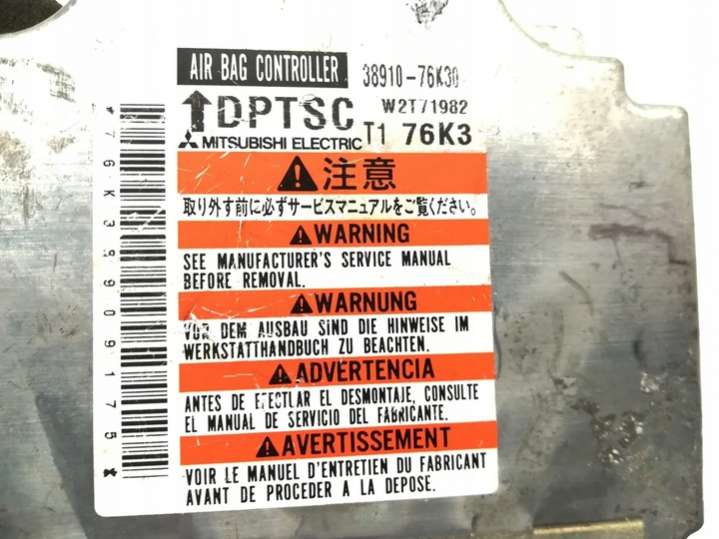 AIR BAG CONTROLLER 38910-76K30
DPTSC W2T71982
MITSUBISHI ELECTRIC T1 76K3
注意
取り外す前に必ずサービスマニュアルをご覧ください。
WARNING
SEE MANUFACTURER'S SERVICE MANUAL
BEFORE REMOVAL.
WARNUNG
VOR DEM AUSBAU SIND DIE HINWEISE IM
WERKSTATTHANDBUCH ZU BEACHTEN.
ADVERTENCIA
ANTES DE EFECTLAR EL DESMONTAJE, CONSULTE
EL MANUAL DE SERVICIO DEL FABRICANTE.
AVERTISSEMENT
VOIR LE MANUEL D'ENTRETIEN DU FABRICANT
AVANT DE PROCEDER A LA DEPOSE.
*76K39909175*